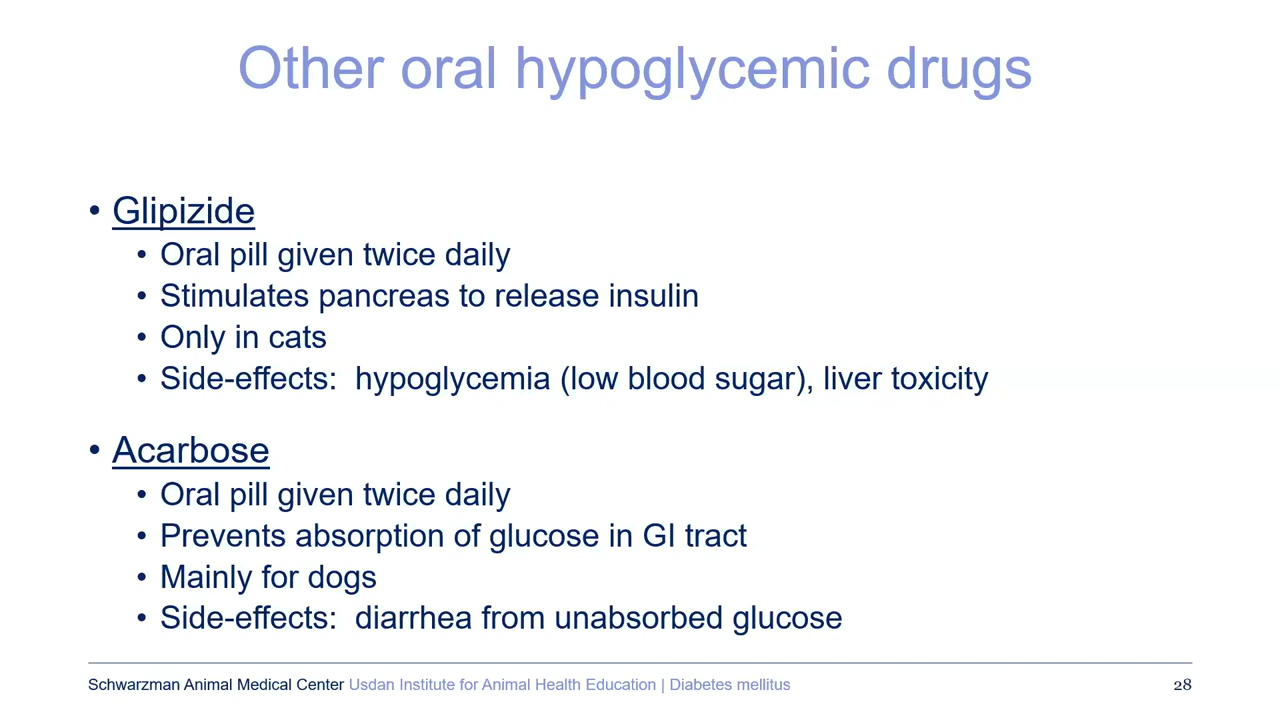 Other oral hypoglycemic drugs
• Glipizide
• Oral pill given twice daily
• Stimulates pancreas to release insulin
• Only in cats
• Side-effects:  hypoglycemia (low blood sugar), liver toxicity
• Acarbose
• Oral pill given twice daily
• Prevents absorption of glucose in GI tract
• Mainly for dogs
• Side-effects:  diarrhea from unabsorbed glucose
Schwarzman Animal Medical Center Usdan Institute for Animal Health Education | Diabetes mellitus 28